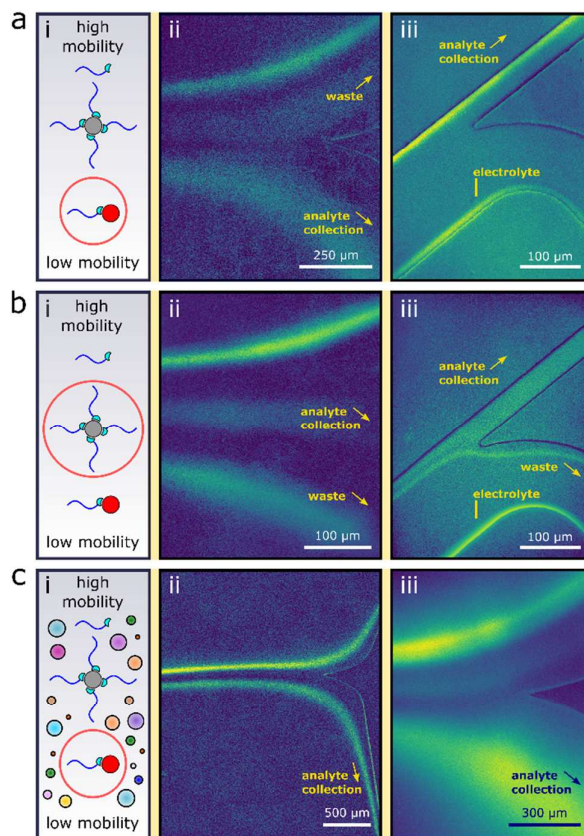 a
i
high
mobility
low mobility
ii
waste
analyte
collection
250 µm
iii
analyte
collection
electrolyte
100 µm
b
i
high
mobility
low mobility
ii
analyte
collection
waste
100 µm
iii
analyte
collection
waste
electrolyte
100 µm
c
i
high
mobility
low mobility
ii
analyte
collection
500 µm
iii
analyte
collection
300 µm